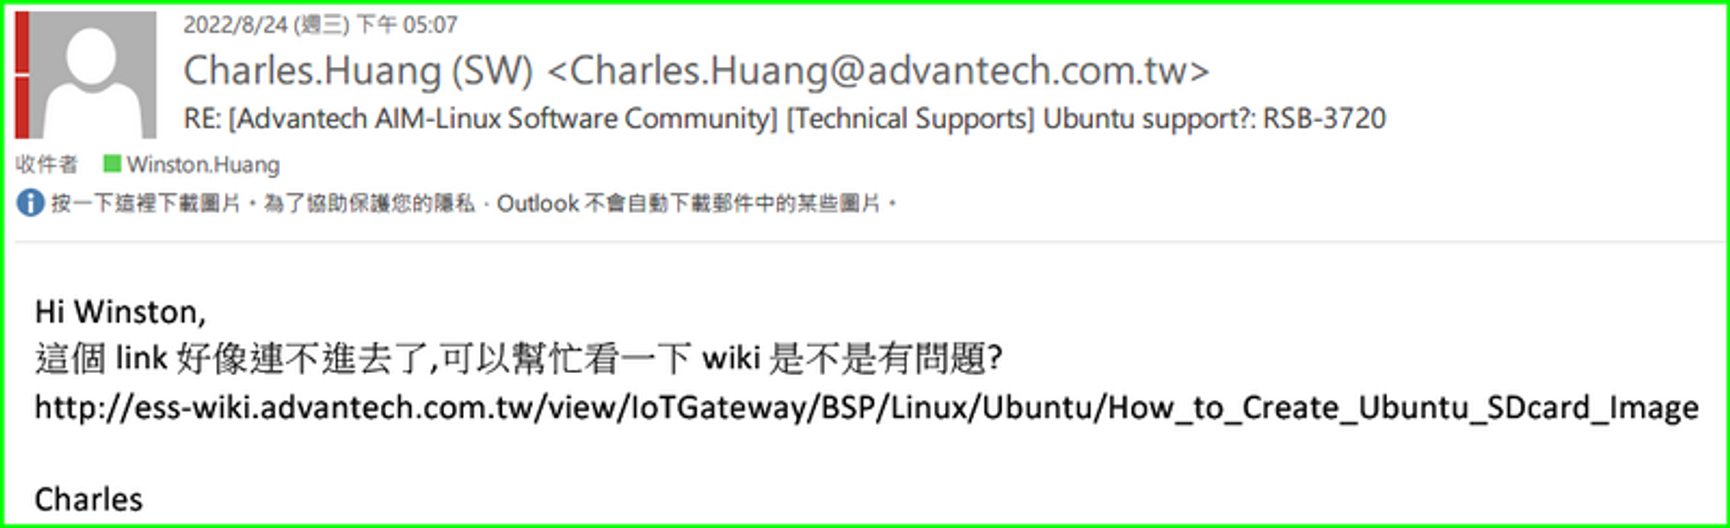 2022/8/24 (週三) 下午 05:07
Charles.Huang (SW) <Charles.Huang@advantech.com.tw>
RE: [Advantech AIM-Linux Software Community] [Technical Supports] Ubuntu support?: RSB-3720
收件者 Winston.Huang
按一下這裡下載圖片。為了協助保護您的隱私，Outlook 不會自動下載郵件中的某些圖片。
Hi Winston,
這個 link 好像連不進去了,可以幫忙看一下 wiki 是不是有問題?
http://ess-wiki.advantech.com.tw/view/IoTGateway/BSP/Linux/Ubuntu/How_to_Create_Ubuntu_SDcard_Image
Charles